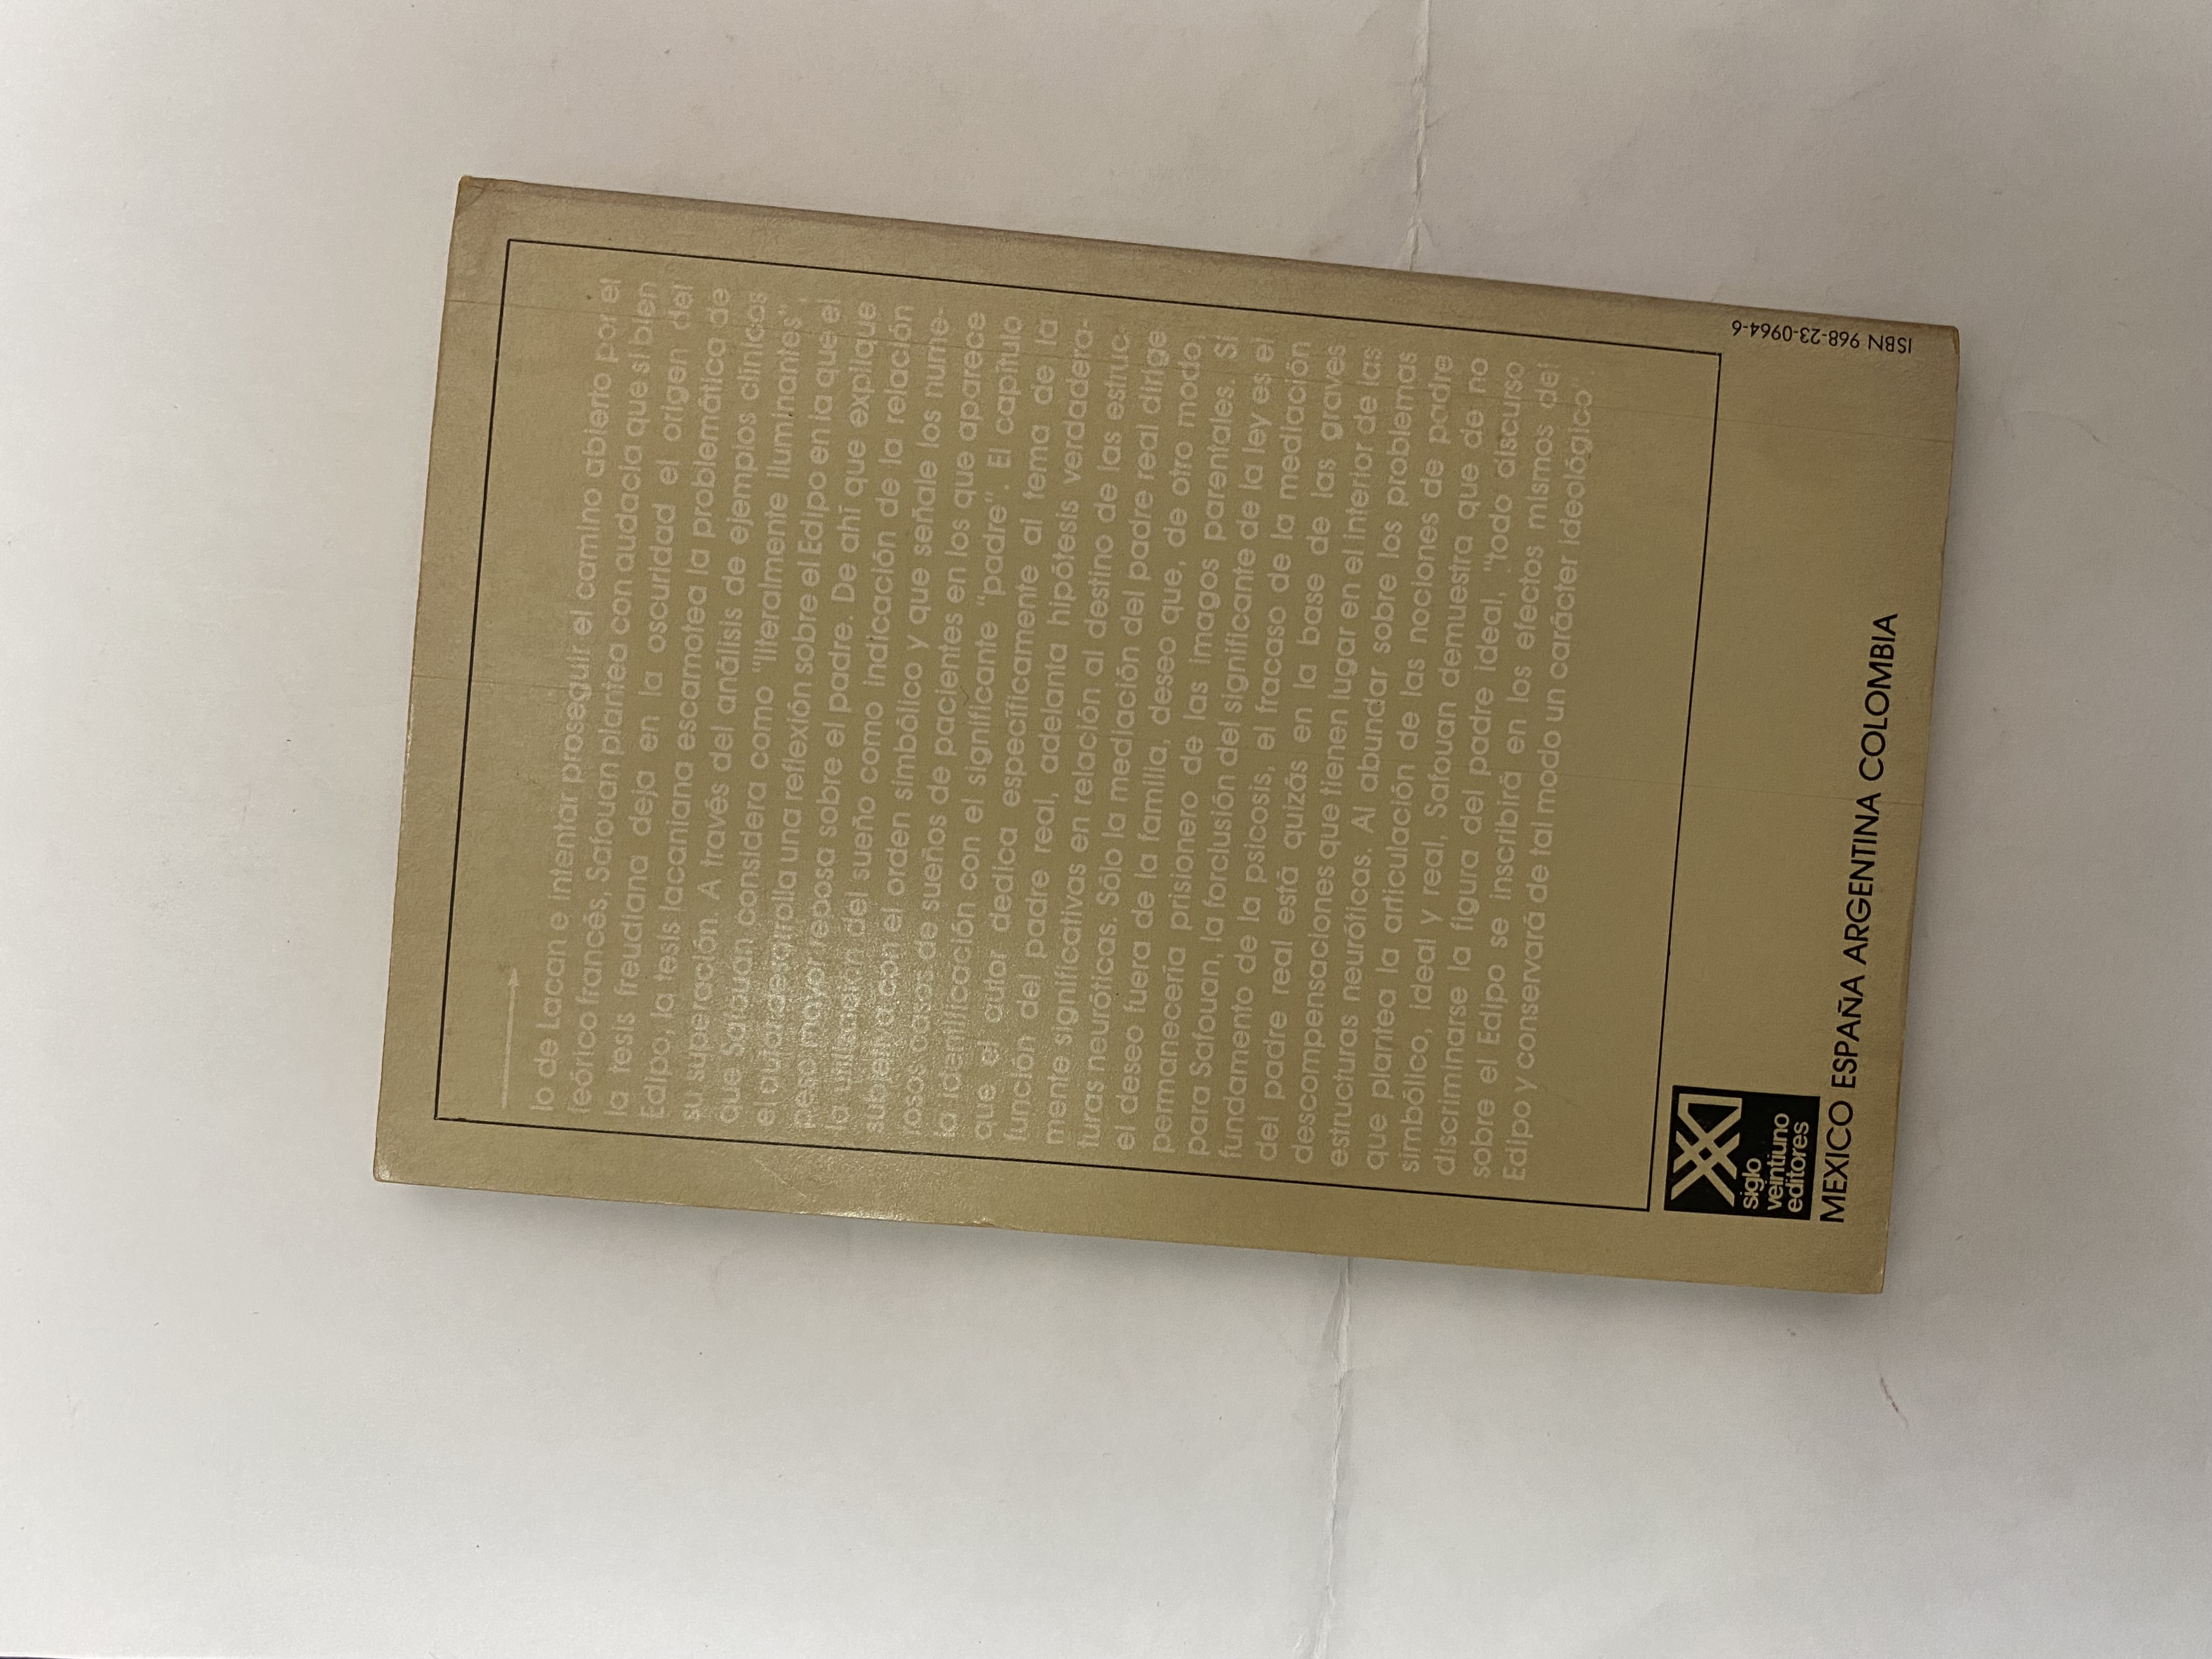 lo de Lacan e intentar proseguir el camino abierto por el
teórico francés, Safouan plantea con audacia que si bien
la tesis freudiana deja en la oscuridad el origen del
Edipo, la tesis lacaniana escamotea la problemática de
su superación. A través del análisis de ejemplos clínicos
que Safouan considera como "literalmente iluminantes",
el autor desarrolla una reflexión sobre el Edipo en la que el
peso mayor reposa sobre el padre. De ahí que explique
la utilización del sueño como indicación de la relación
subjetiva con el orden simbólico y que señale los nume-
rosos casos de sueños de pacientes en los que aparece
la identificación con el significante "padre". El capítulo
que el autor dedica específicamente al tema de la
función del padre real, adelanta hipótesis verdadera-
mente significativas en relación al destino de las estruc-
turas neuróticas. Sólo la mediación del padre real dirige
el deseo fuera de la familia, deseo que, de otro modo,
permanecería prisionero de las imagos parentales. Si
para Safouan, la forclusión del significante de la ley es el
fundamento de la psicosis, el fracaso de la mediación
del padre real está quizás en la base de las graves
descompensaciones que tienen lugar en el interior de las
estructuras neuróticas. Al abundar sobre los problemas
que plantea la articulación de las nociones de padre
simbólico, ideal y real, Safouan demuestra que de no
discriminarse la figura del padre ideal, "todo discurso
sobre el Edipo se inscribirá en los efectos mismos del
Edipo y conservará de tal modo un carácter ideológico".
siglo
veintiuno
editores
MEXICO ESPAÑA ARGENTINA COLOMBIA
ISBN 968-23-0964-6